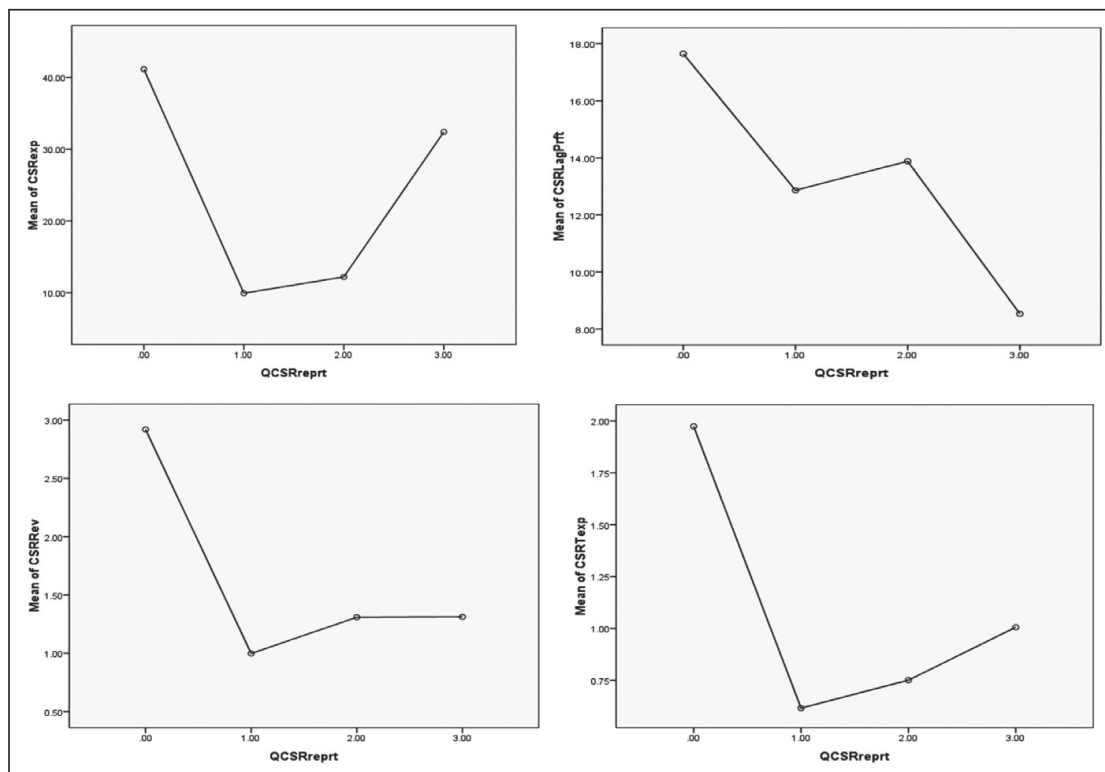 Mean of CSRexp
40.00
30.00
20.00
10.00
.00 1.00 2.00 3.00
QCSRreprt
Mean of CSRLagPrft
18.00
16.00
14.00
12.00
10.00
8.00
.00 1.00 2.00 3.00
QCSRreprt
Mean of CSRRev
3.00
2.50
2.00
1.50
1.00
0.50
.00 1.00 2.00 3.00
QCSRreprt
Mean of CSRTexp
2.00
1.75
1.50
1.25
1.00
0.75
.00 1.00 2.00 3.00
QCSRreprt